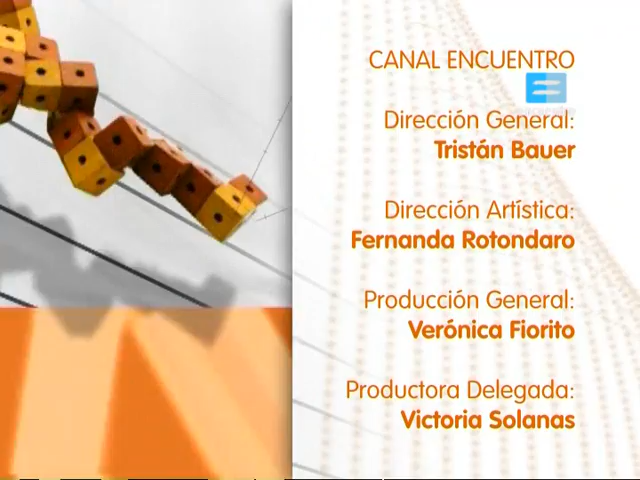 CANAL ENCUENTRO
Dirección General:
Tristán Bauer
Dirección Artística:
Fernanda Rotondaro
Producción General:
Verónica Fiorito
Productora Delegada:
Victoria Solanas